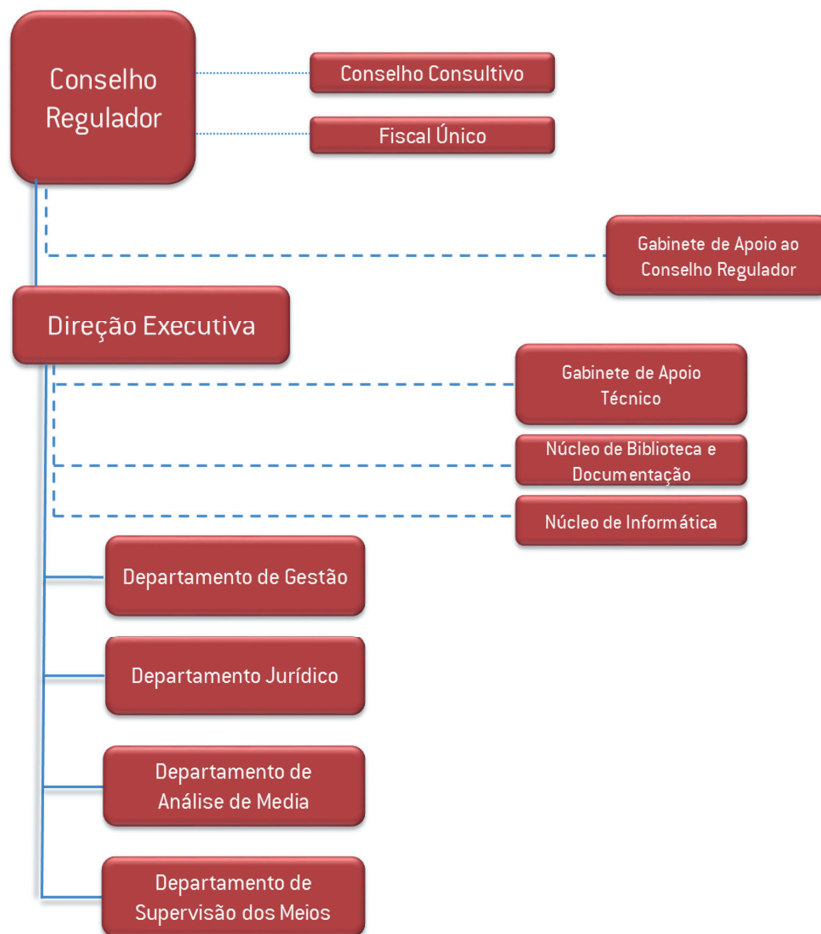 Conselho
Regulador
Conselho Consultivo
Fiscal Único
Gabinete de Apoio ao
Conselho Regulador
Direção Executiva
Gabinete de Apoio
Técnico
Núcleo de Biblioteca e
Documentação
Núcleo de Informática
Departamento de Gestão
Departamento Jurídico
Departamento de
Análise de Media
Departamento de
Supervisão dos Meios